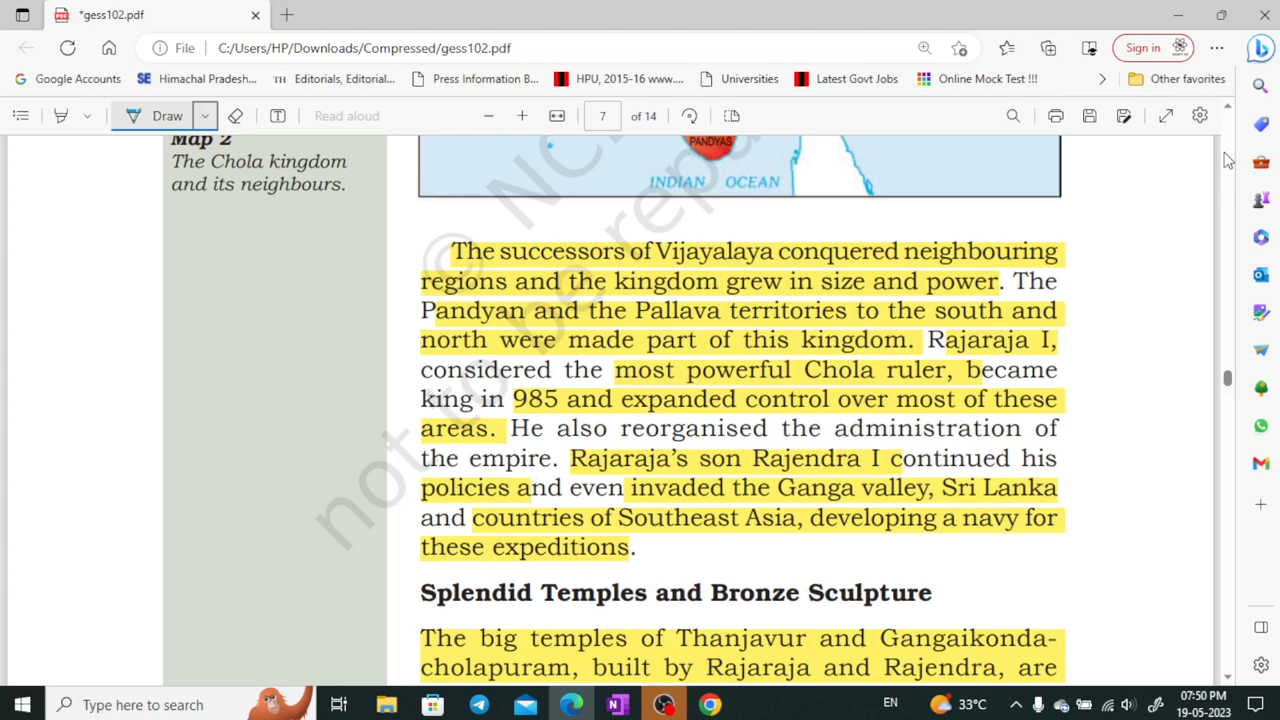 *gess102.pdf
File
C:/Users/HP/Downloads/Compressed/gess102.pdf
Sign in
Google Accounts
SE Himachal Pradesh...
TH Editorials, Editorial...
Press Information B...
HPU, 2015-16 www....
Universities
Latest Govt Jobs
Online Mock Test !!!
Other favorites
Draw
Read aloud
7 of 14
Map 2
The Chola kingdom
and its neighbours.
PANDYAS
INDIAN OCEAN
The successors of Vijayalaya conquered neighbouring
regions and the kingdom grew in size and power. The
Pandyan and the Pallava territories to the south and
north were made part of this kingdom. Rajaraja I,
considered the most powerful Chola ruler, became
king in 985 and expanded control over most of these
areas. He also reorganised the administration of
the empire. Rajaraja's son Rajendra I continued his
policies and even invaded the Ganga valley, Sri Lanka
and countries of Southeast Asia, developing a navy for
these expeditions.
Splendid Temples and Bronze Sculpture
The big temples of Thanjavur and Gangaikonda-
cholapuram, built by Rajaraja and Rajendra, are
not to be repu
Type here to search
33°C
EN
07:50 PM
19-05-2023